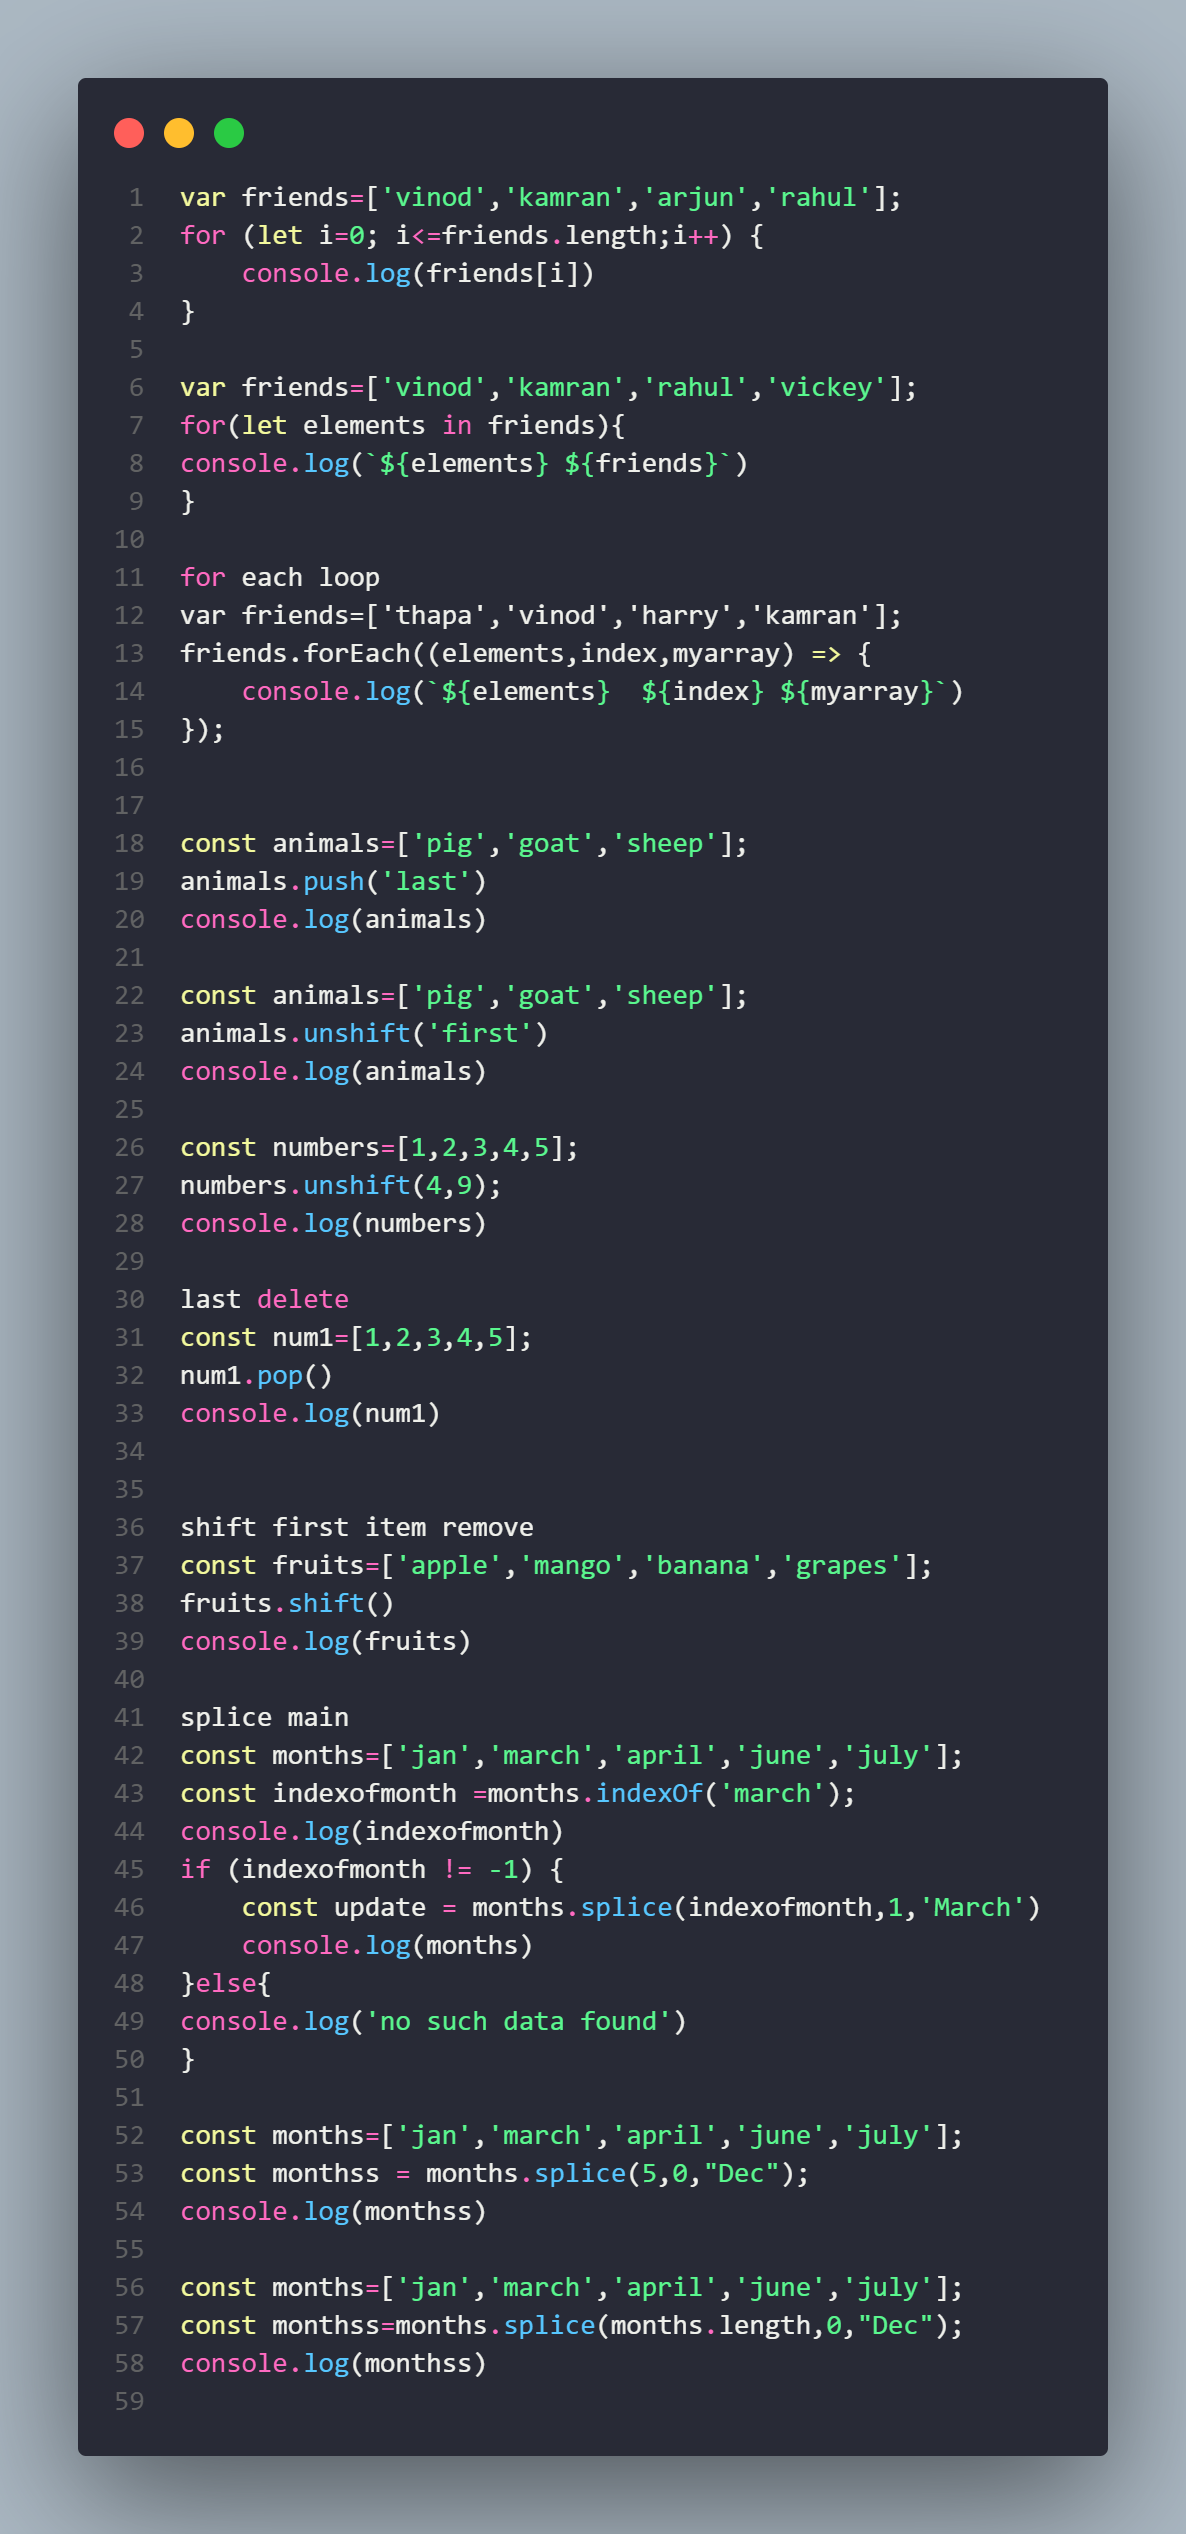 1 var friends=['vinod','kamran','arjun','rahul'];
2 for (let i=0; i<=friends.length;i++) {
3     console.log(friends[i])
4 }
5
6 var friends=['vinod','kamran','rahul','vickey'];
7 for(let elements in friends){
8 console.log(`${elements} ${friends}`)
9 }
10
11 for each loop
12 var friends=['thapa','vinod','harry','kamran'];
13 friends.forEach((elements,index,myarray) => {
14     console.log(`${elements}  ${index} ${myarray}`)
15 });
16
17
18 const animals=['pig','goat','sheep'];
19 animals.push('last')
20 console.log(animals)
21
22 const animals=['pig','goat','sheep'];
23 animals.unshift('first')
24 console.log(animals)
25
26 const numbers=[1,2,3,4,5];
27 numbers.unshift(4,9);
28 console.log(numbers)
29
30 last delete
31 const num1=[1,2,3,4,5];
32 num1.pop()
33 console.log(num1)
34
35
36 shift first item remove
37 const fruits=['apple','mango','banana','grapes'];
38 fruits.shift()
39 console.log(fruits)
40
41 splice main
42 const months=['jan','march','april','june','july'];
43 const indexofmonth =months.indexOf('march');
44 console.log(indexofmonth)
45 if (indexofmonth != -1) {
46     const update = months.splice(indexofmonth,1,'March')
47     console.log(months)
48 }else{
49 console.log('no such data found')
50 }
51
52 const months=['jan','march','april','june','july'];
53 const monthss = months.splice(5,0,"Dec");
54 console.log(monthss)
55
56 const months=['jan','march','april','june','july'];
57 const monthss=months.splice(months.length,0,"Dec");
58 console.log(monthss)
59